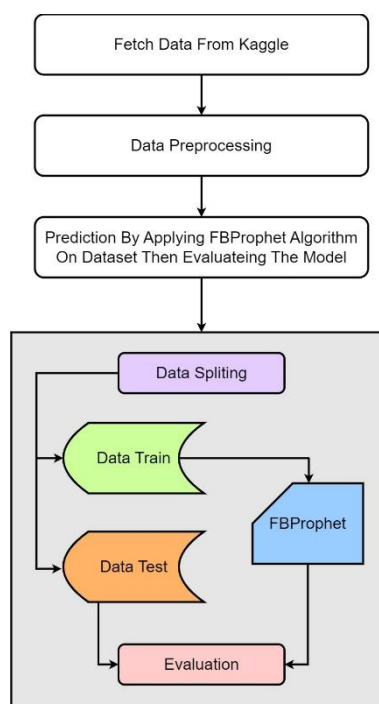 Fetch Data From Kaggle
Data Preprocessing
Prediction By Applying FBProphet Algorithm
On Dataset Then Evaluateing The Model
Data Spliting
Data Train
FBProphet
Data Test
Evaluation